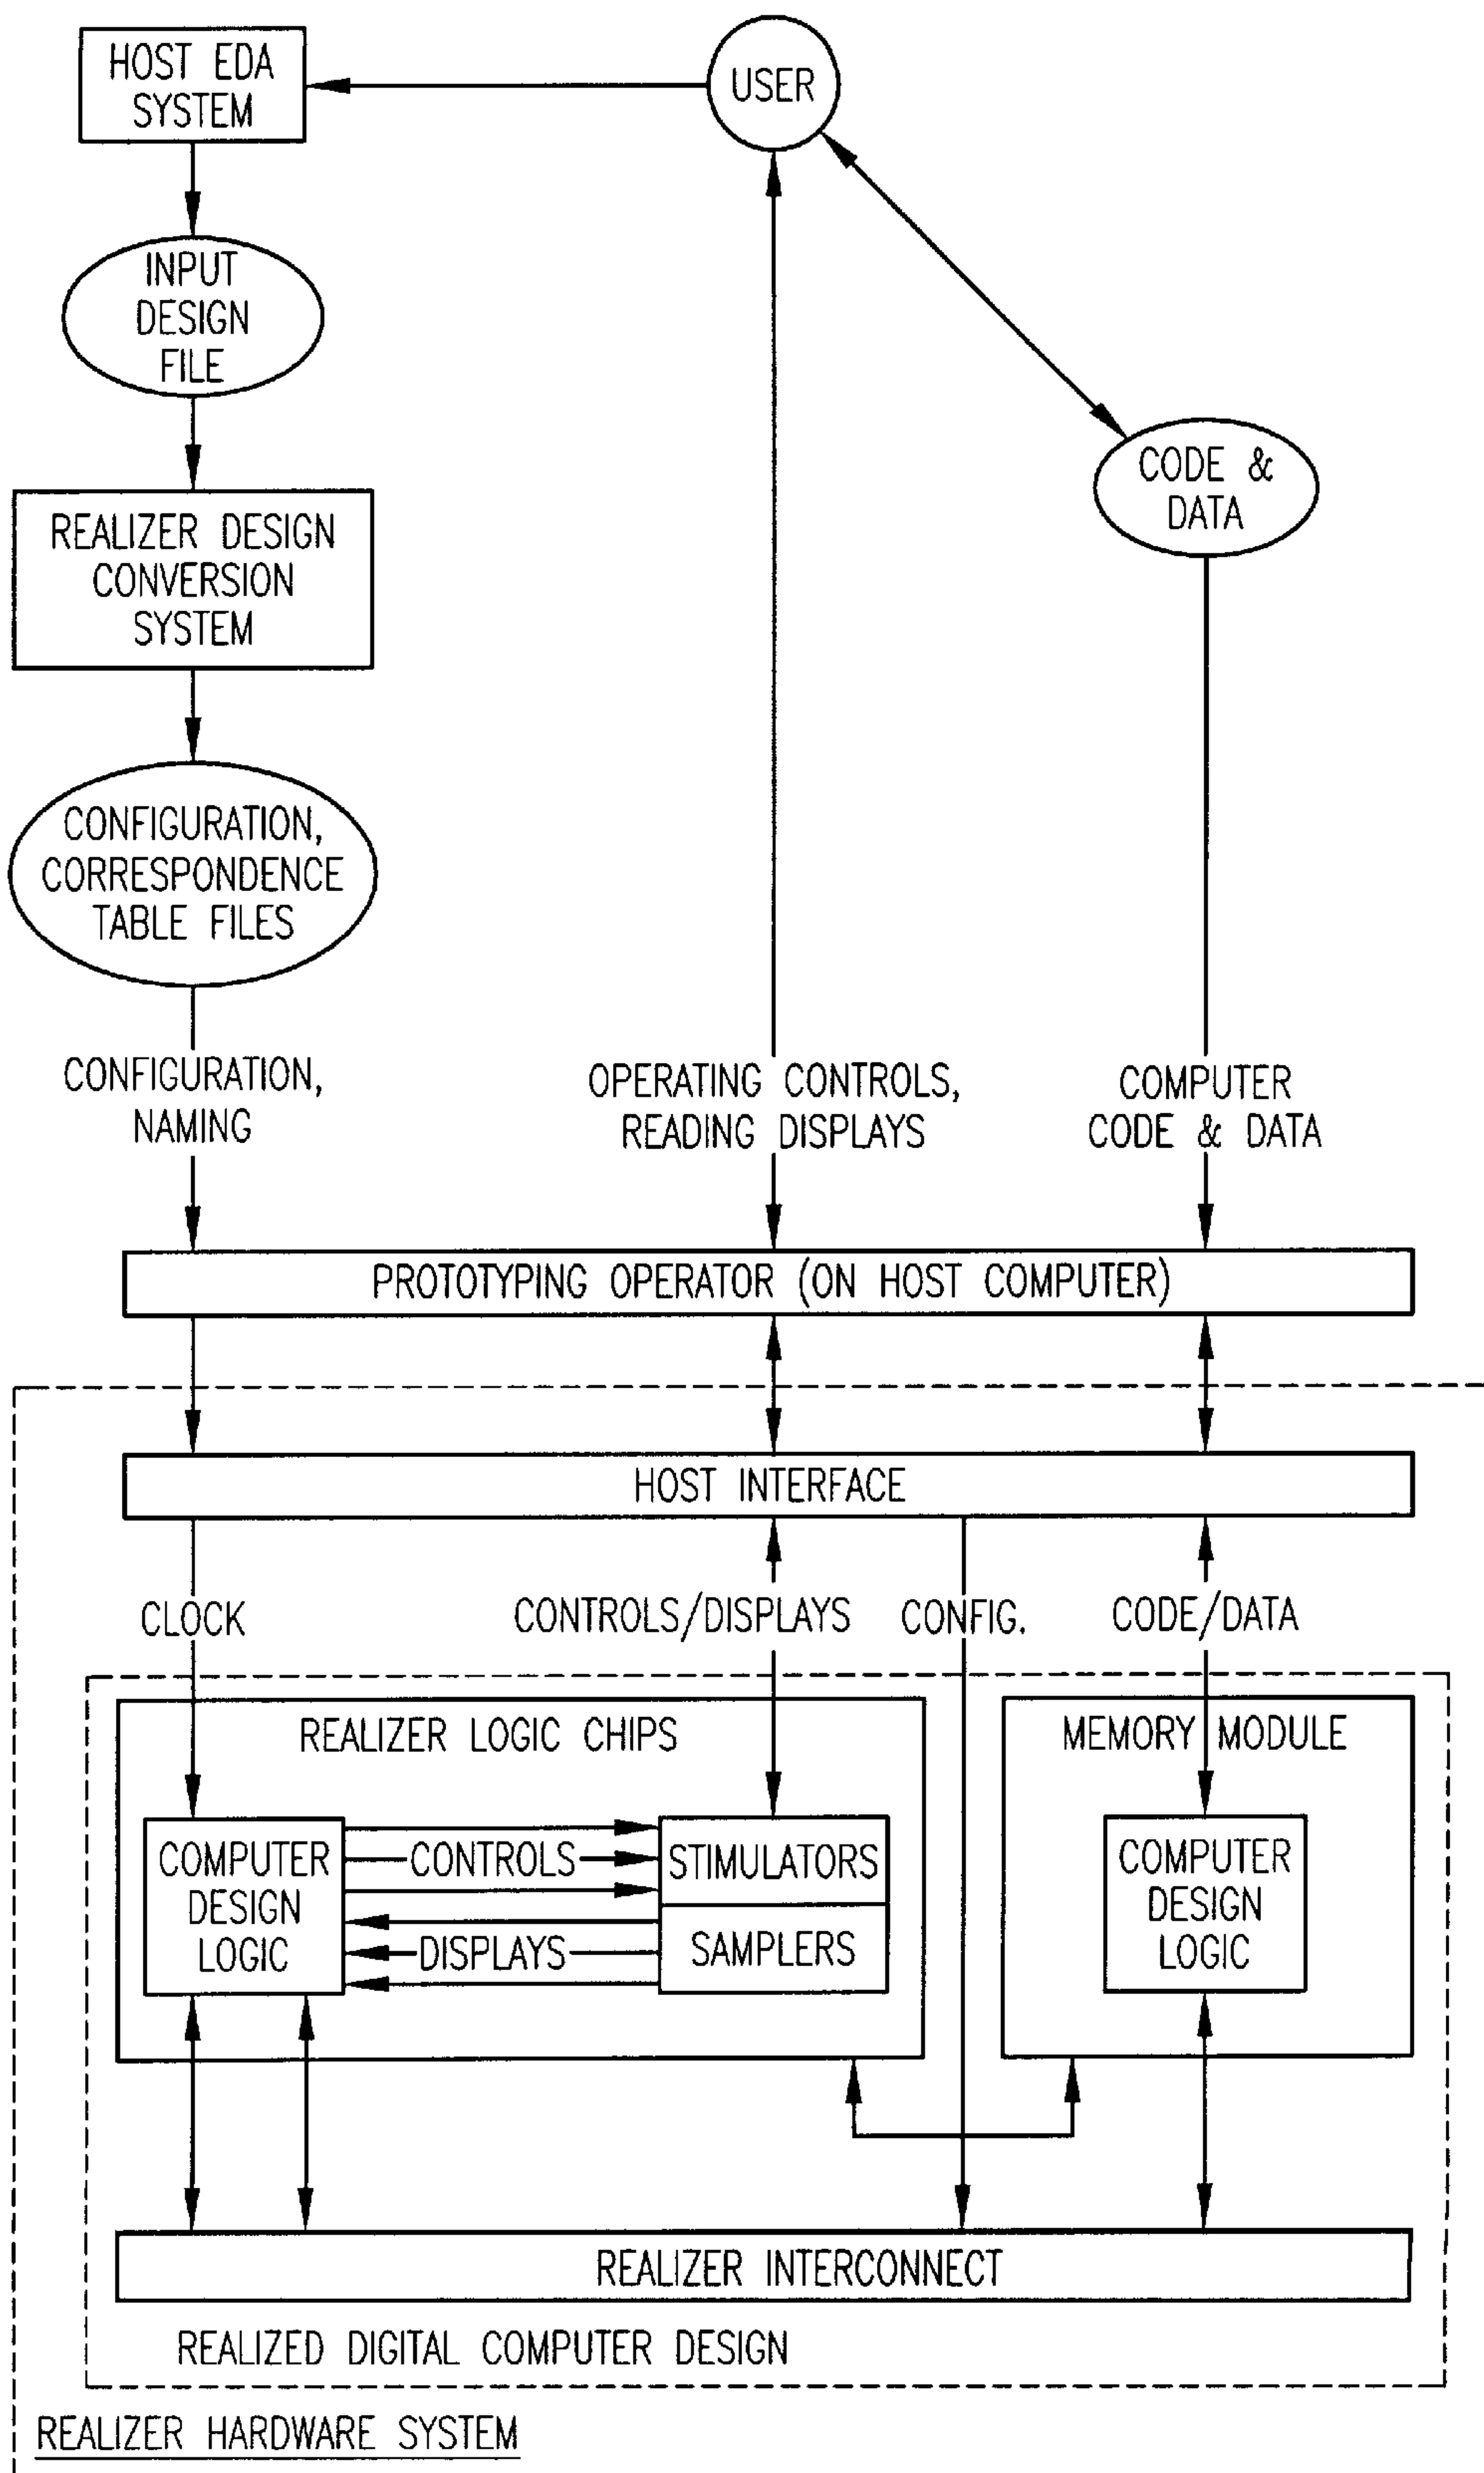 HOST EDA
SYSTEM
USER
INPUT
DESIGN
FILE
CODE &
DATA
REALIZER DESIGN
CONVERSION
SYSTEM
CONFIGURATION,
CORRESPONDENCE
TABLE FILES
CONFIGURATION,
NAMING
OPERATING CONTROLS,
READING DISPLAYS
COMPUTER
CODE & DATA
PROTOTYPING OPERATOR (ON HOST COMPUTER)
HOST INTERFACE
CLOCK
CONTROLS/DISPLAYS
CONFIG.
CODE/DATA
REALIZER LOGIC CHIPS
MEMORY MODULE
COMPUTER
DESIGN
LOGIC
CONTROLS
DISPLAYS
STIMULATORS
SAMPLERS
COMPUTER
DESIGN
LOGIC
REALIZER INTERCONNECT
REALIZED DIGITAL COMPUTER DESIGN
REALIZER HARDWARE SYSTEM